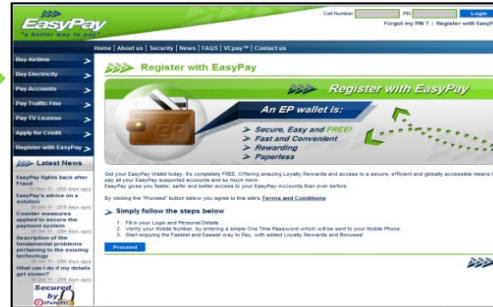 EasyPay
"a better way to pay"
Cell Number PIN Login
Forgot my PIN ? | Register with EasyPay
Home | About us | Security | News | FAQS | VCpay™ | Contact us
Buy Airtime
Buy Electricity
Pay Accounts
Pay Traffic Fine
Pay TV License
Apply for Credit
Register with EasyPay
Latest News
EasyPay fights back after
Fraud
EasyPay's advice on a
solution
Counter measures
applied to secure the
payment system
Description of the
fundamental problems
pertaining to the existing
technology
What can I do if my details
get stolen?
Secured
by
thawte
Register with EasyPay
Register with EasyPay
An EP wallet is:
EP
> Secure, Easy and FREE!
> Fast and Convenient
> Rewarding
> Paperless
Get your EasyPay Wallet today, it's completely FREE. Offering amazing Loyalty Rewards and access to a secure, efficient and globally accessible means
pay all your EasyPay supported accounts and so much more.
EasyPay gives you faster, safer and better access to your EasyPay Accounts than ever before.
By clicking the "Proceed" button below you agree to this site's Terms and Conditions
> Simply follow the steps below
1. Fill in your Login and Personal Details
2. Verify your Mobile Number, by entering a simple One Time Password which will be sent to your Mobile Phone.
3. Start enjoying the Fastest and Easiest way to Pay, with added Loyalty Rewards and Bonuses!
Proceed